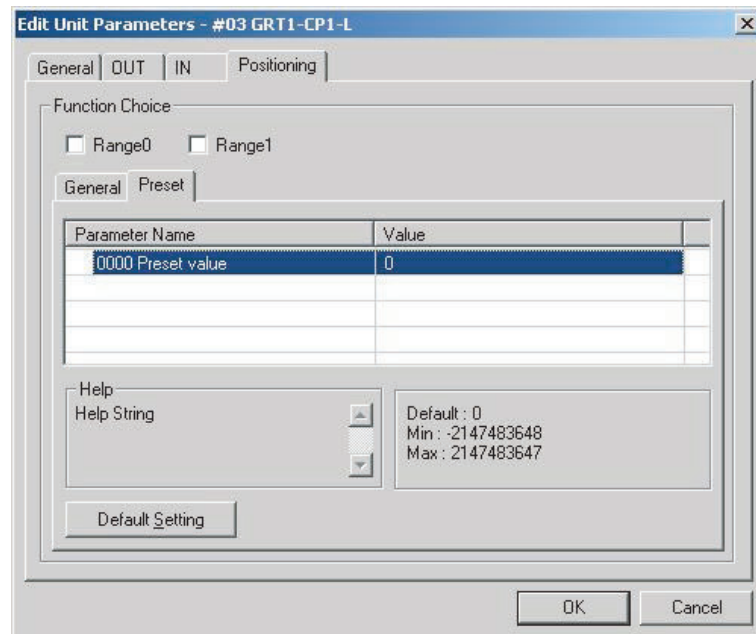 Edit Unit Parameters - #03 GRT1-CP1-L
General OUT IN Positioning
Function Choice
Range0 Range1
General Preset
Parameter Name Value
0000 Preset value 0
Help
Help String
Default : 0
Min : -2147483648
Max : 2147483647
Default Setting
OK Cancel